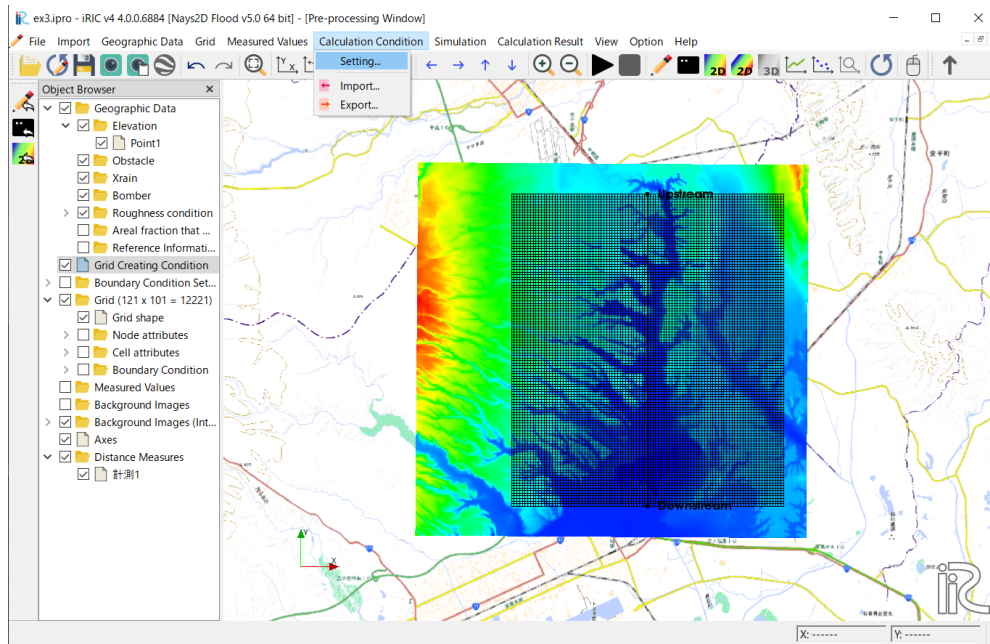 ex3.ipro - iRIC v4 4.0.0.6884 [Nays2D Flood v5.0 64 bit] - [Pre-processing Window]
File Import Geographic Data Grid Measured Values Calculation Condition Simulation Calculation Result View Option Help
Setting...
Import...
Export...
2D 2D 3D
Object Browser
Geographic Data
Elevation
Point1
Obstacle
Xrain
Bomber
Roughness condition
Areal fraction that ...
Reference Informati...
Grid Creating Condition
Boundary Condition Set...
Grid (121 x 101 = 12221)
Grid shape
Node attributes
Cell attributes
Boundary Condition
Measured Values
Background Images
Background Images (Int...
Axes
Distance Measures
計測1
Upstream
Downstream
Y
X
iRIC
X: ------
Y: ------